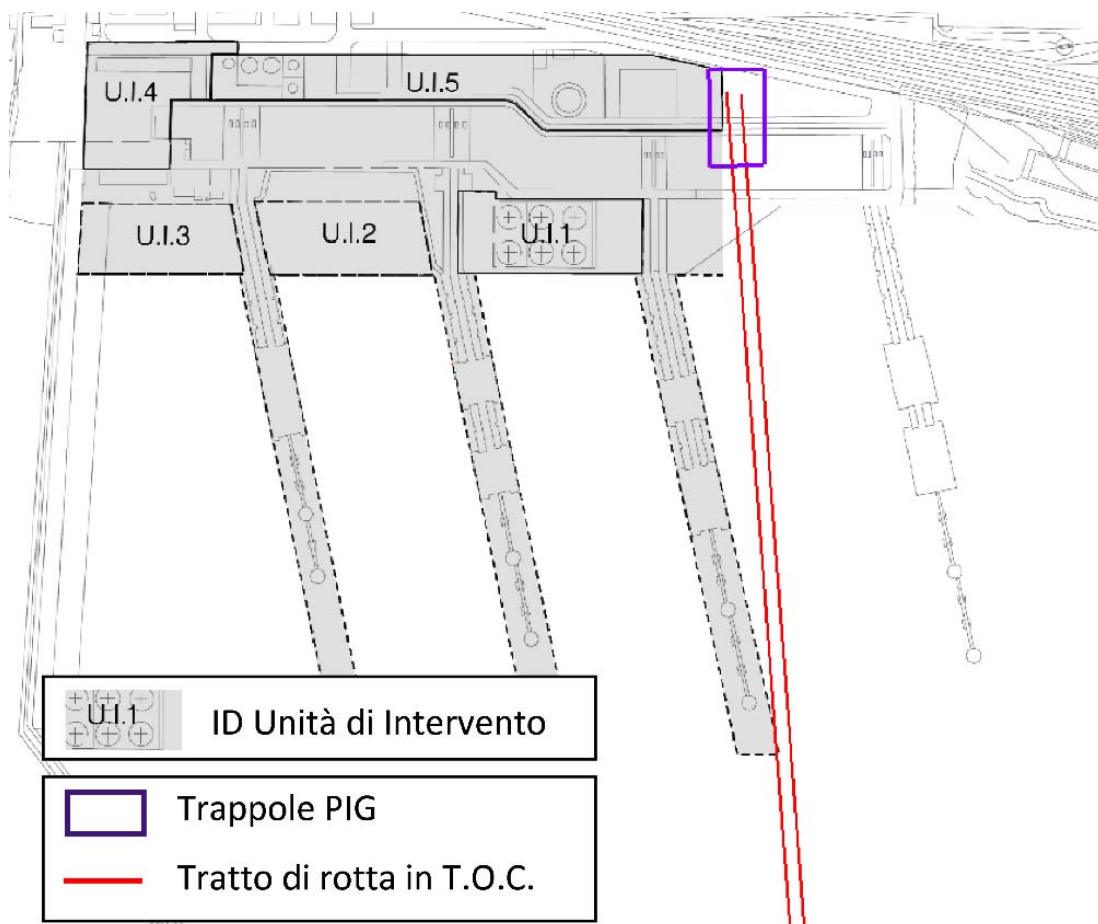 U.I.4
U.I.5
U.I.3
U.I.2
U.I.1
U.I.1
ID Unità di Intervento
Trappole PIG
Tratto di rotta in T.O.C.